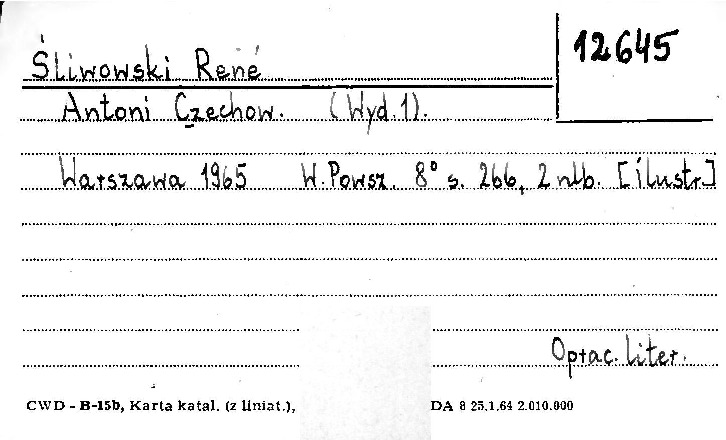 12645
Śliwowski René
Antoni Czechow. (Wyd. 1).
Warszawa 1965 W. Powsz. 8° s. 266, 2 nlb. [ilustr.]
Oprac. liter.
CWD - B-15b, Karta katal. (z liniat.), DA 8 25.1.64 2.010.000